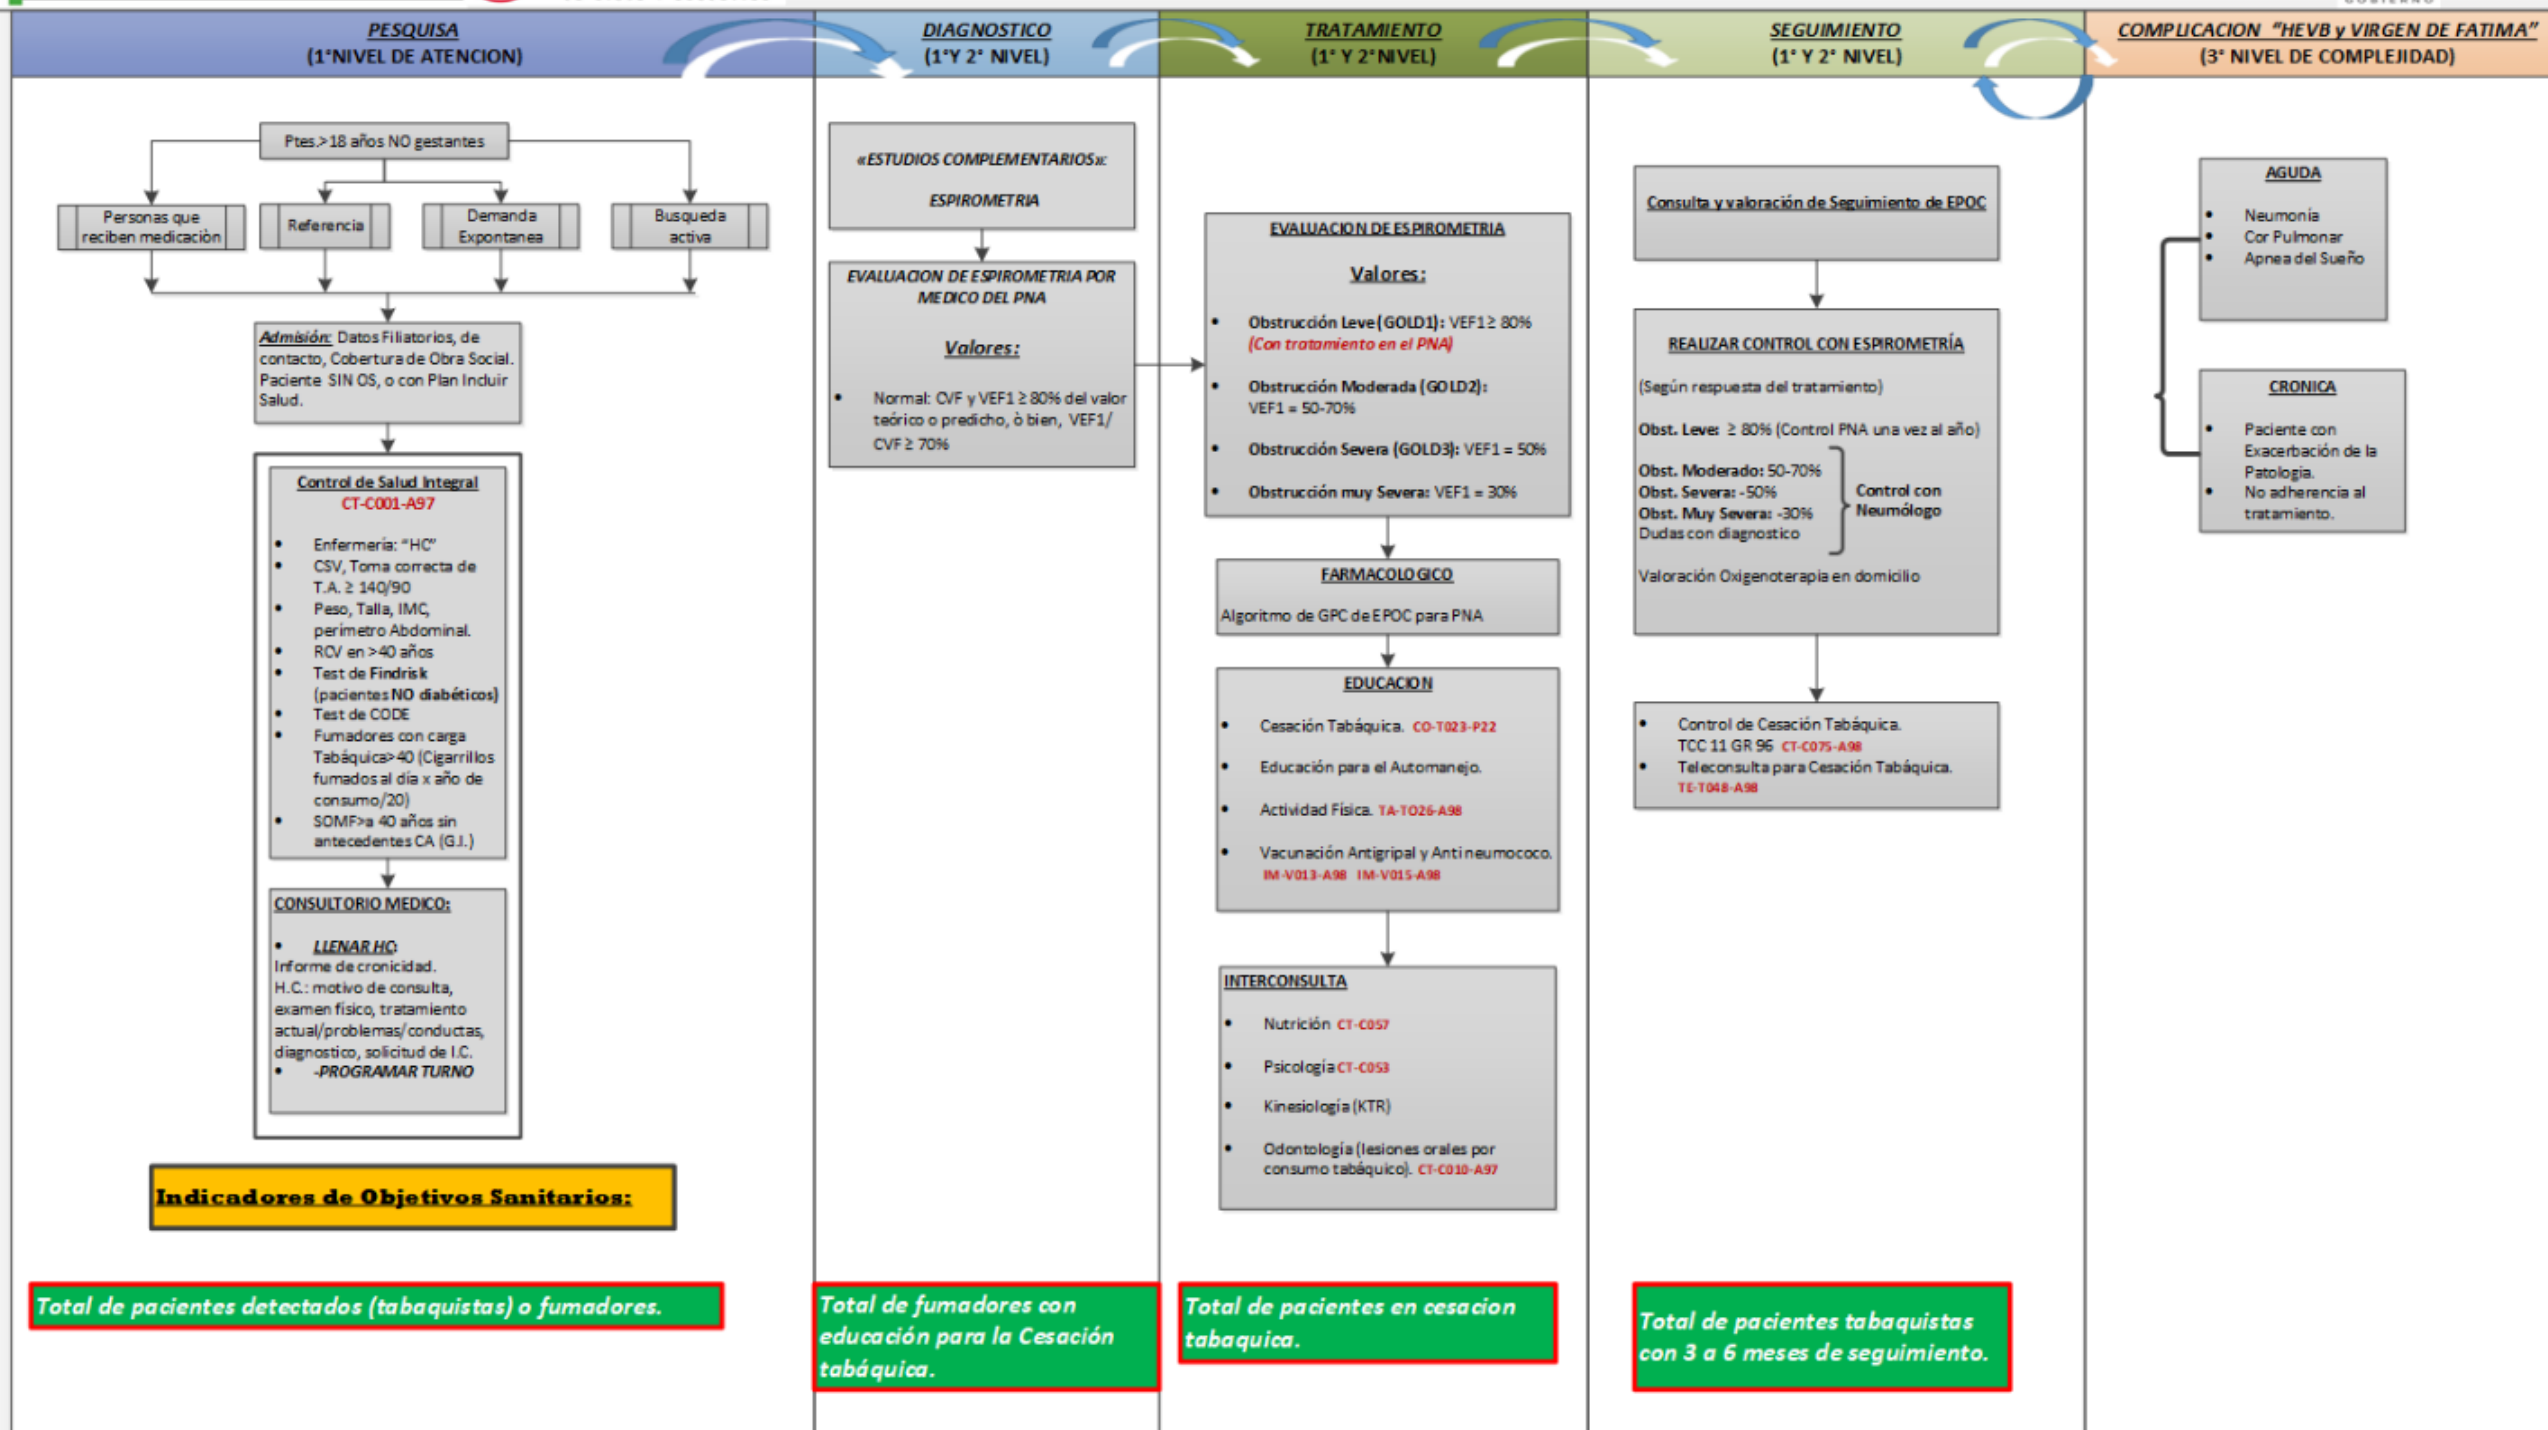 PESQUISA
(1°NIVEL DE ATENCION)
DIAGNOSTICO
(1°Y 2° NIVEL)
TRATAMIENTO
(1° Y 2°NIVEL)
SEGUIMIENTO
(1° Y 2° NIVEL)
COMPLICACION "HEVB y VIRGEN DE FATIMA"
(3° NIVEL DE COMPLEJIDAD)
Ptes.>18 años NO gestantes
Personas que
reciben medicaciòn
Referencia
Demanda
Expontanea
Busqueda
activa
Admisión: Datos Filiatorios, de
contacto, Cobertura de Obra Social.
Paciente SIN OS, o con Plan Incluir
Salud.
Control de Salud Integral
CT-C001-A97
• Enfermería: "HC"
• CSV, Toma correcta de
T.A. ≥ 140/90
• Peso, Talla, IMC,
perímetro Abdominal.
• RCV en >40 años
• Test de Findrisk
(pacientes NO diabéticos)
• Test de CODE
• Fumadores con carga
Tabáquica>40 (Cigarrillos
fumados al día x año de
consumo/20)
• SOMF>a 40 años sin
antecedentes CA (G.I.)
CONSULTORIO MEDICO:
• LLENAR HC:
Informe de cronicidad.
H.C.: motivo de consulta,
examen físico, tratamiento
actual/problemas/conductas,
diagnostico, solicitud de I.C.
• -PROGRAMAR TURNO
Indicadores de Objetivos Sanitarios:
Total de pacientes detectados (tabaquistas) o fumadores.
«ESTUDIOS COMPLEMENTARIOS»:
ESPIROMETRIA
EVALUACION DE ESPIROMETRIA POR
MEDICO DEL PNA
Valores:
• Normal: CVF y VEF1 ≥ 80% del valor
teórico o predicho, ò bien, VEF1/
CVF ≥ 70%
Total de fumadores con
educación para la Cesación
tabáquica.
EVALUACION DE ESPIROMETRIA
Valores:
• Obstrucción Leve (GOLD1): VEF1≥ 80%
(Con tratamiento en el PNA)
• Obstrucción Moderada (GOLD2):
VEF1 = 50-70%
• Obstrucción Severa (GOLD3): VEF1 = 50%
• Obstrucción muy Severa: VEF1 = 30%
FARMACOLOGICO
Algoritmo de GPC de EPOC para PNA
EDUCACION
• Cesación Tabáquica. CO-T023-P22
• Educación para el Automanejo.
• Actividad Física. TA-TO26-A98
• Vacunación Antigripal y Anti neumococo.
IM-V013-A98 IM-V015-A98
INTERCONSULTA
• Nutrición CT-C057
• Psicología CT-C053
• Kinesiología (KTR)
• Odontología (lesiones orales por
consumo tabáquico). CT-C010-A97
Total de pacientes en cesacion
tabaquica.
Consulta y valoración de Seguimiento de EPOC
REALIZAR CONTROL CON ESPIROMETRÍA
(Según respuesta del tratamiento)
Obst. Leve: ≥ 80% (Control PNA una vez al año)
Obst. Moderado: 50-70%
Obst. Severa: -50%
Obst. Muy Severa: -30%
Dudas con diagnostico
Control con
Neumólogo
Valoración Oxigenoterapia en domicilio
• Control de Cesación Tabáquica.
TCC 11 GR 96 CT-C075-A98
• Teleconsulta para Cesación Tabáquica.
TE-T048-A98
Total de pacientes tabaquistas
con 3 a 6 meses de seguimiento.
AGUDA
• Neumonía
• Cor Pulmonar
• Apnea del Sueño
CRONICA
• Paciente con
Exacerbación de la
Patología.
• No adherencia al
tratamiento.